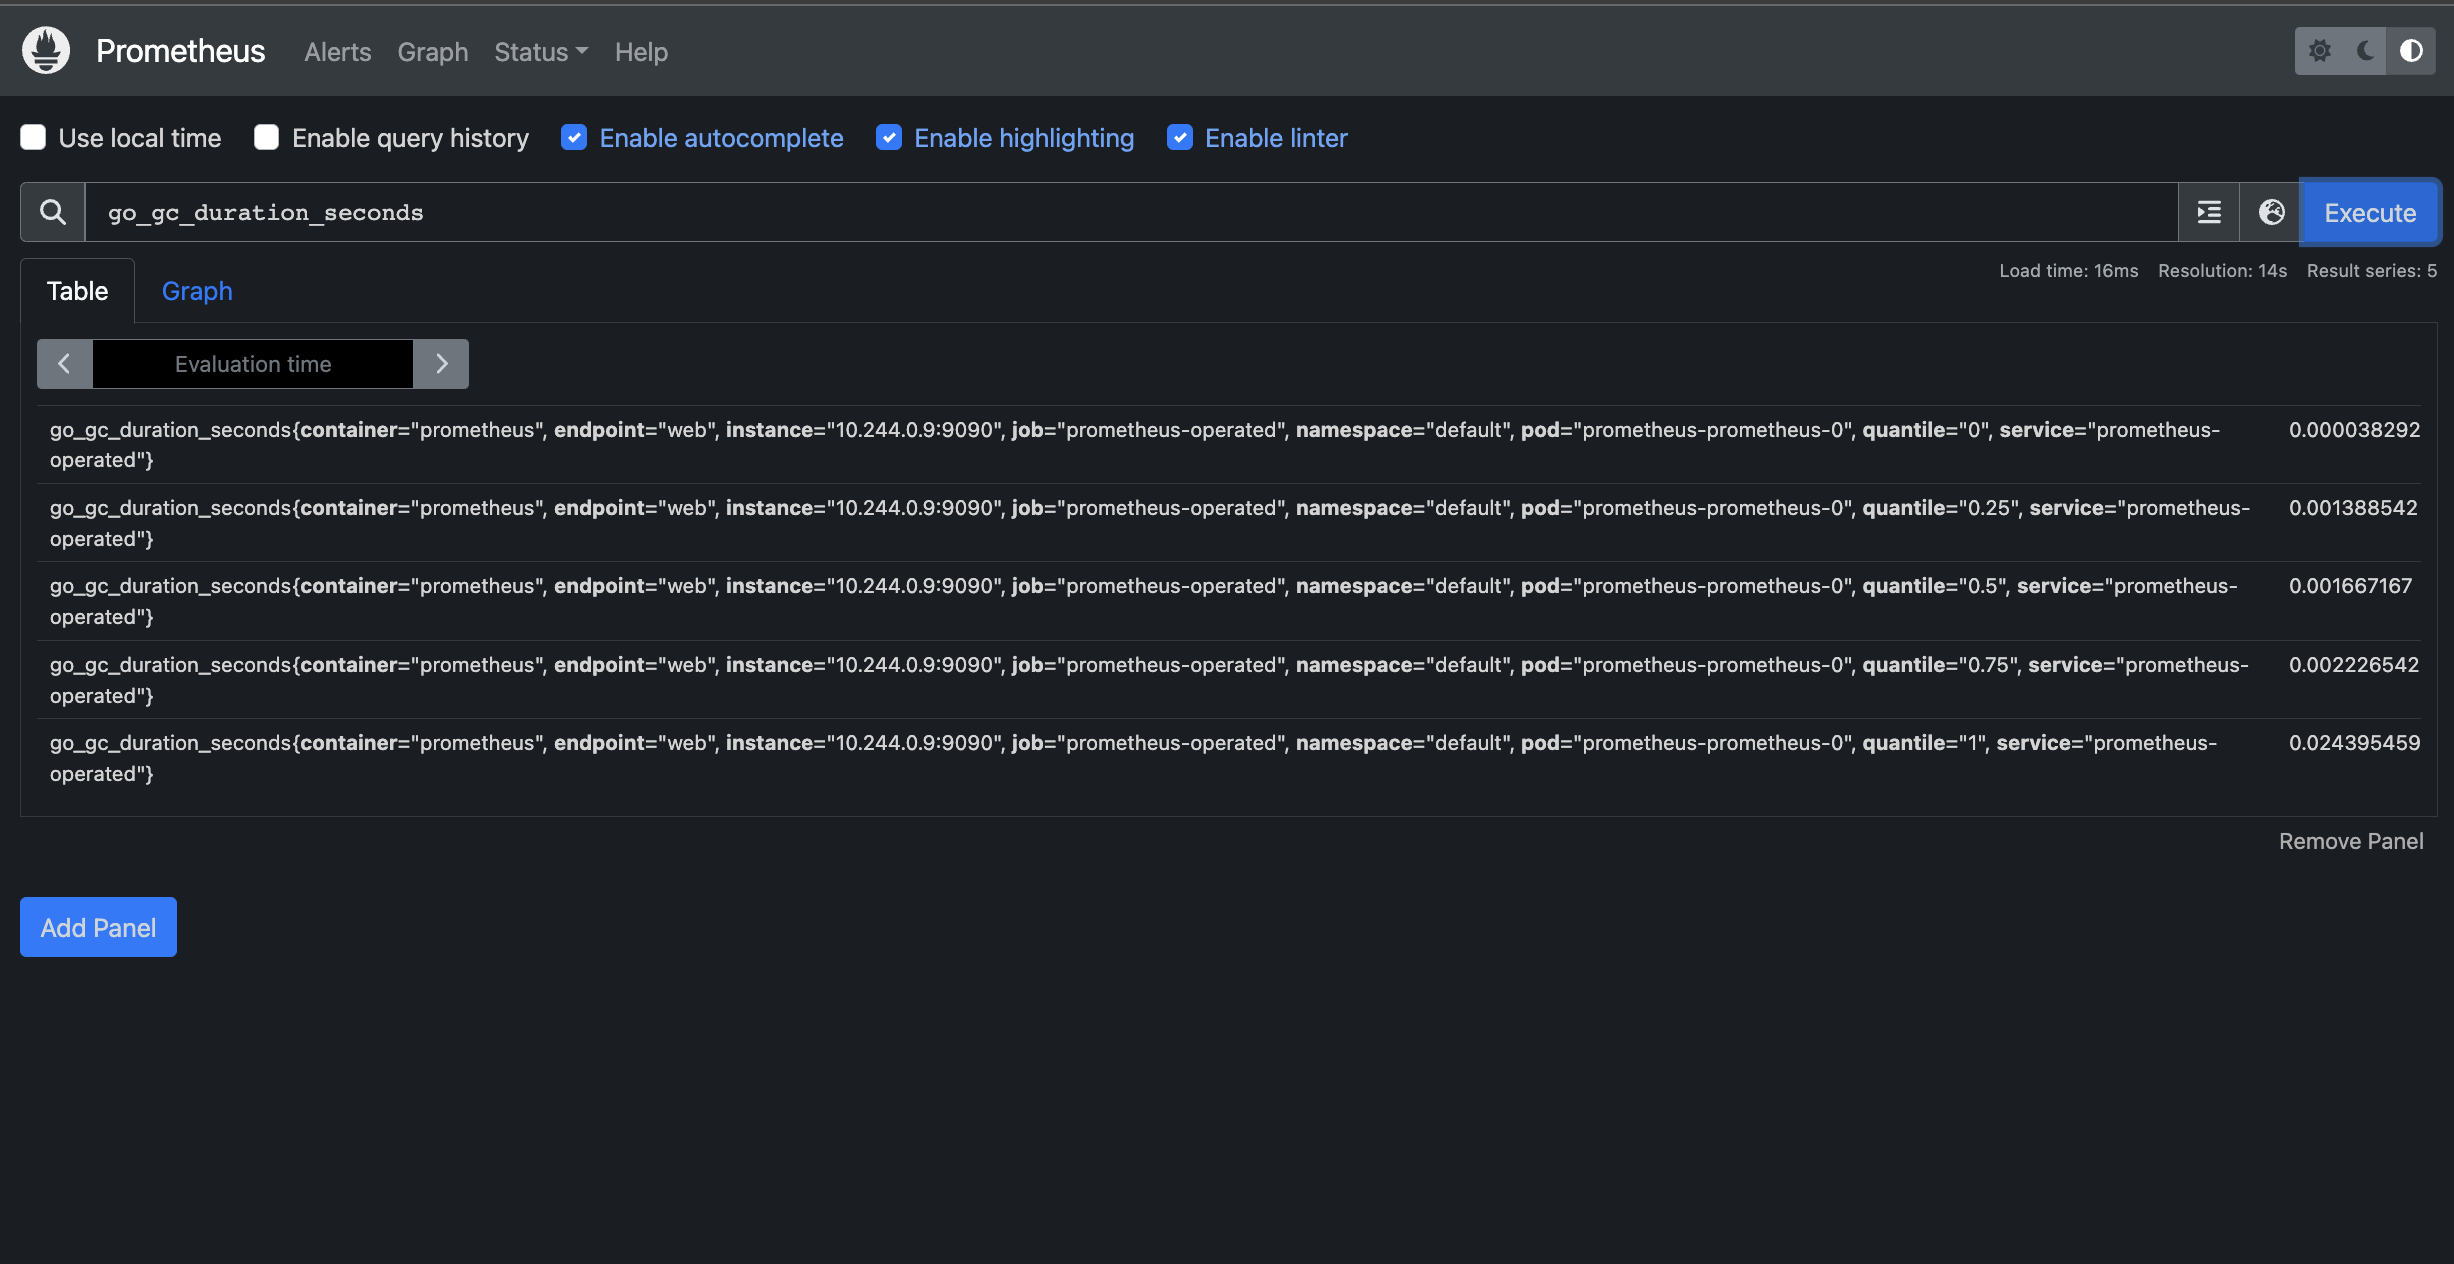 Prometheus Alerts Graph Status Help
Use local time Enable query history Enable autocomplete Enable highlighting Enable linter
go_gc_duration_seconds Execute
Load time: 16ms Resolution: 14s Result series: 5
Table Graph
Evaluation time
go_gc_duration_seconds{container="prometheus", endpoint="web", instance="10.244.0.9:9090", job="prometheus-operated", namespace="default", pod="prometheus-prometheus-0", quantile="0", service="prometheus- 0.000038292
operated"}
go_gc_duration_seconds{container="prometheus", endpoint="web", instance="10.244.0.9:9090", job="prometheus-operated", namespace="default", pod="prometheus-prometheus-0", quantile="0.25", service="prometheus- 0.001388542
operated"}
go_gc_duration_seconds{container="prometheus", endpoint="web", instance="10.244.0.9:9090", job="prometheus-operated", namespace="default", pod="prometheus-prometheus-0", quantile="0.5", service="prometheus- 0.001667167
operated"}
go_gc_duration_seconds{container="prometheus", endpoint="web", instance="10.244.0.9:9090", job="prometheus-operated", namespace="default", pod="prometheus-prometheus-0", quantile="0.75", service="prometheus- 0.002226542
operated"}
go_gc_duration_seconds{container="prometheus", endpoint="web", instance="10.244.0.9:9090", job="prometheus-operated", namespace="default", pod="prometheus-prometheus-0", quantile="1", service="prometheus- 0.024395459
operated"}
Remove Panel
Add Panel